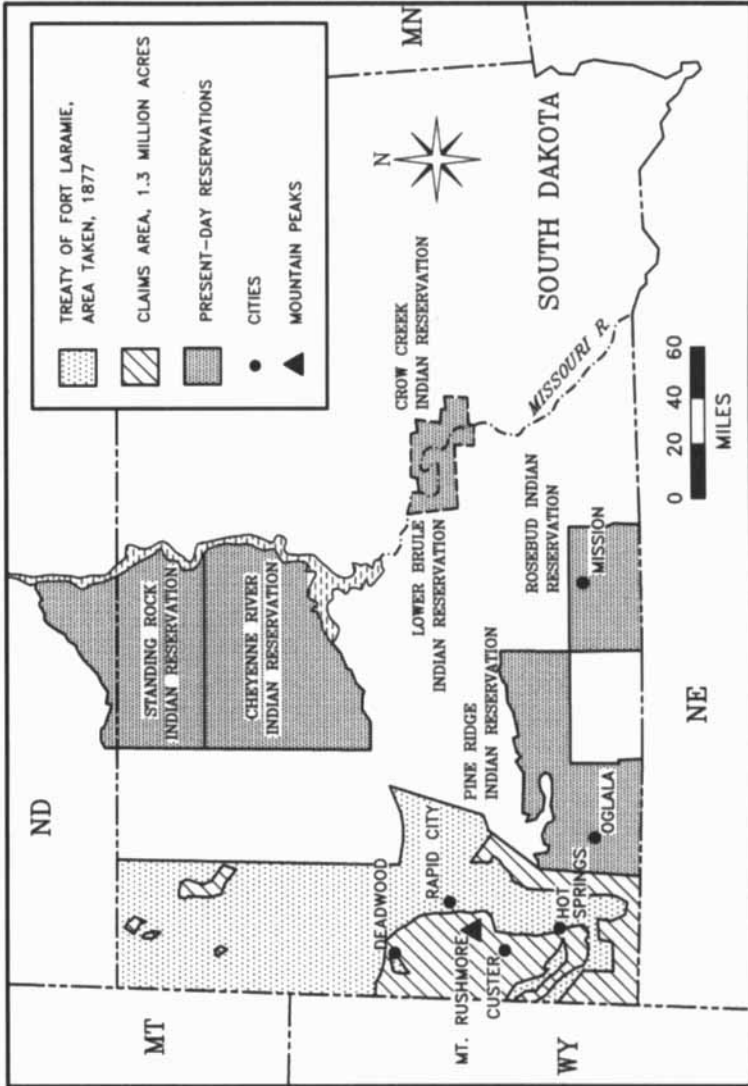 ND
MT
WY
NE
MN
TREATY OF FORT LARAMIE,
AREA TAKEN, 1877
CLAIMS AREA, 1.3 MILLION ACRES
PRESENT-DAY RESERVATIONS
CITIES
MOUNTAIN PEAKS
STANDING ROCK
INDIAN RESERVATION
CHEYENNE RIVER
INDIAN RESERVATION
N
DEADWOOD
RAPID CITY
MT. RUSHMORE
CUSTER
HOT
SPRINGS
PINE RIDGE
INDIAN RESERVATION
OGLALA
LOWER BRULE
INDIAN RESERVATION
CROW CREEK
INDIAN RESERVATION
ROSEBUD INDIAN
RESERVATION
MISSION
MISSOURI R.
SOUTH DAKOTA
0 20 40 60
MILES